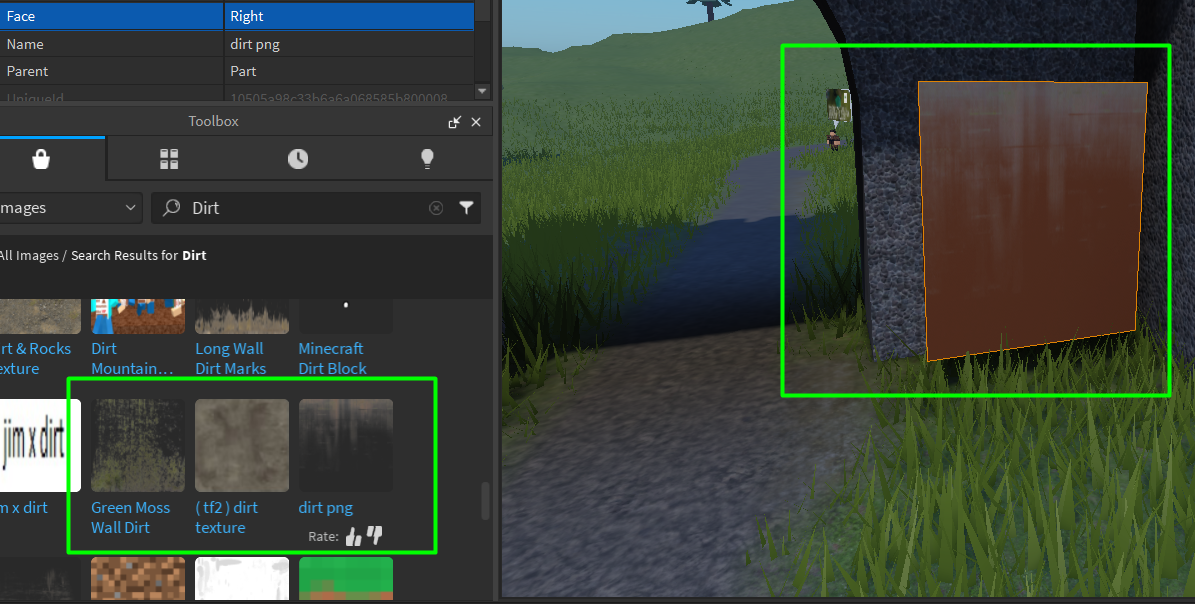 Face Right
Name dirt png
Parent Part
UniqueId 10505a98c33b6a6a068585b800008
Toolbox
mages
Dirt
All Images / Search Results for Dirt
rt & Rocks
exture
Dirt
Mountain...
Long Wall
Dirt Marks
Minecraft
Dirt Block
jim x dirt
m x dirt
Green Moss
Wall Dirt
( tf2 ) dirt
texture
dirt png
Rate: